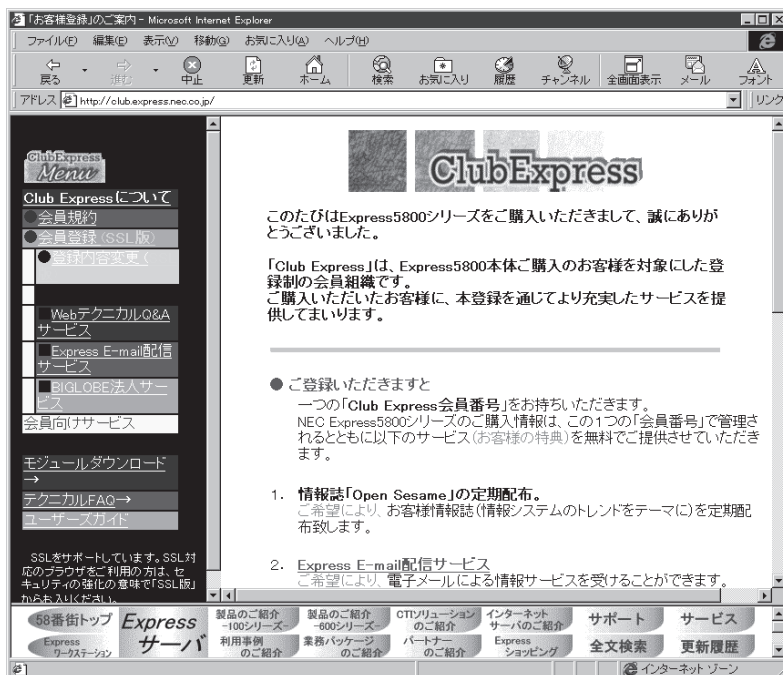 「お客様登録」のご案内 - Microsoft Internet Explorer
ファイル(F) 編集(E) 表示(V) 移動(G) お気に入り(A) ヘルプ(H)
戻る 進む 中止 更新 ホーム 検索 お気に入り 履歴 チャンネル 全画面表示 メール フォント
アドレス http://club.express.nec.co.jp/ リンク
ClubExpress
Menu
Club Expressについて
●会員規約
●会員登録(SSL版)
●登録内容変更(
■WebテクニカルQ&A
サービス
■Express E-mail配信
サービス
■BIGLOBE法人サー
ビス
会員向けサービス
モジュールダウンロード
→
テクニカルFAQ→
ユーザーズガイド
SSLをサポートしています。SSL対
応のブラウザをご利用の方は、セ
キュリティの強化の意味で「SSL版」
からお入りください。
ClubExpress
このたびはExpress5800シリーズをご購入いただきまして、誠にありが
とうございました。
「Club Express」は、Express5800本体ご購入のお客様を対象にした登
録制の会員組織です。
ご購入いただいたお客様に、本登録を通じてより充実したサービスを提
供してまいります。
● ご登録いただきますと
一つの「Club Express会員番号」をお持ちいただきます。
NEC Express5800シリーズのご購入情報は、この1つの「会員番号」で管理さ
れるとともに以下のサービス(お客様の特典)を無料でご提供させていただき
ます。
1. 情報誌「Open Sesame」の定期配布。
ご希望により、お客様情報誌(情報システムのトレンドをテーマに)を定期配
布致します。
2. Express E-mail配信サービス
ご希望により、電子メールによる情報サービスを受けることができます。
58番街トップ
Express
ワークステーション
Express
サーバ
製品のご紹介
-100シリーズ-
製品のご紹介
-600シリーズ-
CTIソリューション
のご紹介
インターネット
サーバのご紹介
サポート サービス
利用事例
のご紹介
業務パッケージ
のご紹介
パートナー
のご紹介
Express
ショッピング
全文検索 更新履歴
インターネット ゾーン